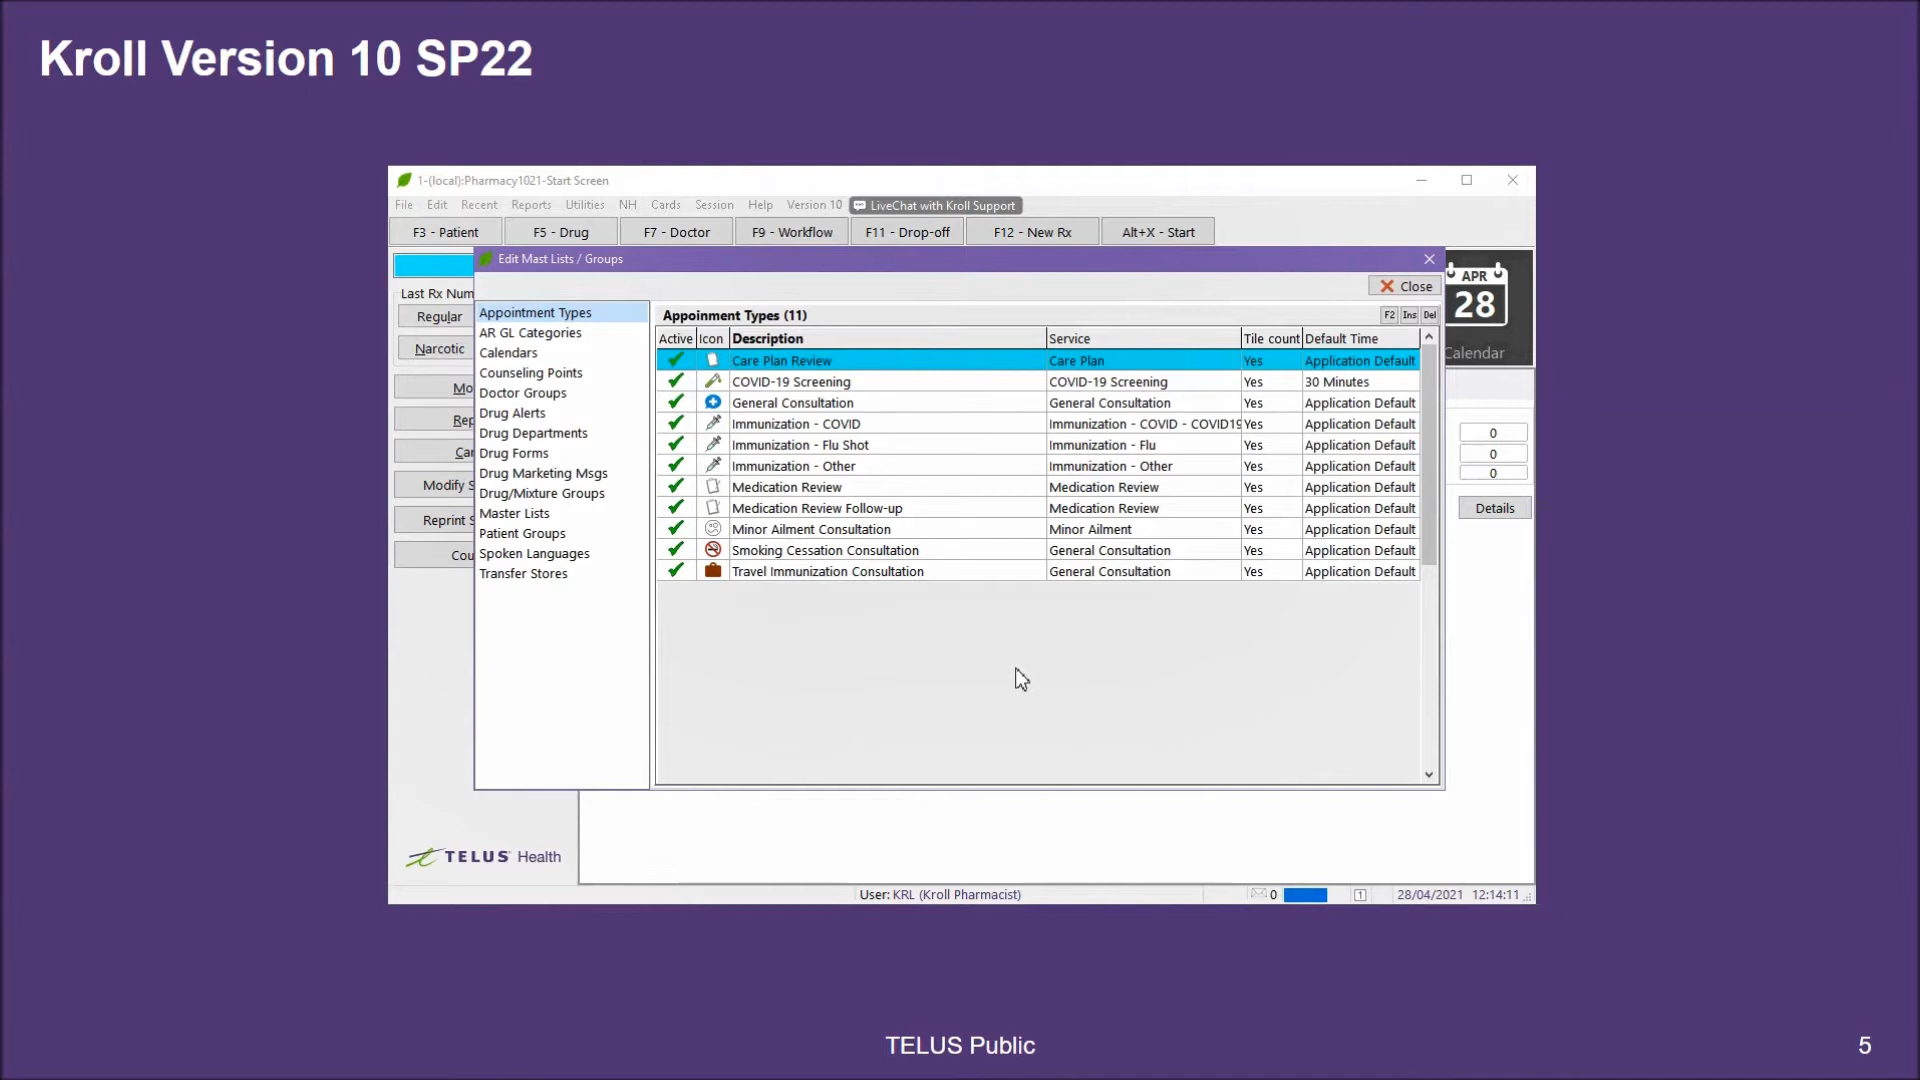 Kroll Version 10 SP22
1-(local):Pharmacy1021-Start Screen
File Edit Recent Reports Utilities NH Cards Session Help Version 10 LiveChat with Kroll Support
F3 - Patient F5 - Drug F7 - Doctor F9 - Workflow F11 - Drop-off F12 - New Rx Alt+X - Start
Edit Mast Lists / Groups
Close
Last Rx Num
Regular
Narcotic
Mo
Rep
Car
Modify S
Reprint S
Cou
Appointment Types
AR GL Categories
Calendars
Counseling Points
Doctor Groups
Drug Alerts
Drug Departments
Drug Forms
Drug Marketing Msgs
Drug/Mixture Groups
Master Lists
Patient Groups
Spoken Languages
Transfer Stores
Appoinment Types (11) F2 Ins Del
Active Icon Description Service Tile count Default Time
Care Plan Review Care Plan Yes Application Default
COVID-19 Screening COVID-19 Screening Yes 30 Minutes
General Consultation General Consultation Yes Application Default
Immunization - COVID Immunization - COVID - COVID19 Yes Application Default
Immunization - Flu Shot Immunization - Flu Yes Application Default
Immunization - Other Immunization - Other Yes Application Default
Medication Review Medication Review Yes Application Default
Medication Review Follow-up Medication Review Yes Application Default
Minor Ailment Consultation Minor Ailment Yes Application Default
Smoking Cessation Consultation General Consultation Yes Application Default
Travel Immunization Consultation General Consultation Yes Application Default
APR
28
Calendar
0
0
0
Details
TELUS Health
User: KRL (Kroll Pharmacist) 0 1 28/04/2021 12:14:11
TELUS Public
5